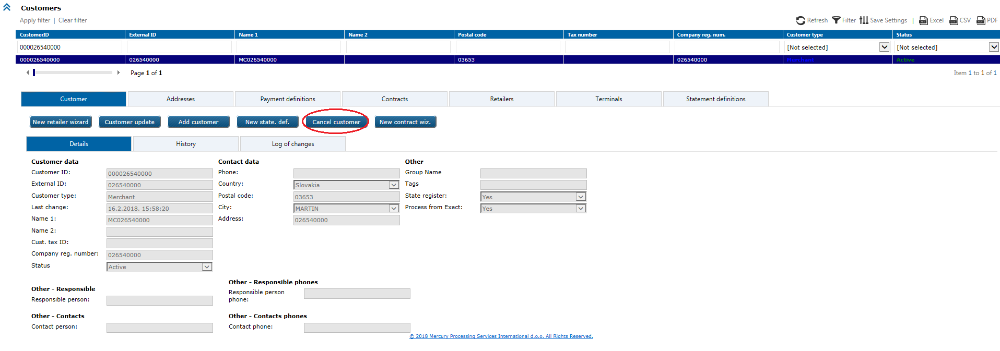 Customers
Apply filter | Clear filter
Refresh Filter Save Settings | Excel CSV PDF
CustomerID External ID Name 1 Name 2 Postal code Tax number Company reg. num. Customer type Status
000026540000 [Not selected] [Not selected]
000026540000 026540000 MC026540000 03653 026540000 Merchant Active
Page 1 of 1 Item 1 to 1 of 1
Customer Addresses Payment definitions Contracts Retailers Terminals Statement definitions
New retailer wizard Customer update Add customer New state. def. Cancel customer New contract wiz.
Details History Log of changes
Customer data Contact data Other
Customer ID: 000026540000 Phone: Group Name
External ID: 026540000 Country: Slovakia Tags
Customer type: Merchant Postal code: 03653 State register: Yes
Last change: 16.2.2018. 15:58:20 City: MARTIN Process from Exact: Yes
Name 1: MC026540000 Address: 026540000
Name 2:
Cust. tax ID:
Company reg. number: 026540000
Status Active
Other - Responsible Other - Responsible phones
Responsible person: Responsible person
phone:
Other - Contacts Other - Contacts phones
Contact person: Contact phone:
© 2018 Mercury Processing Services International d.o.o. All Rights Reserved.